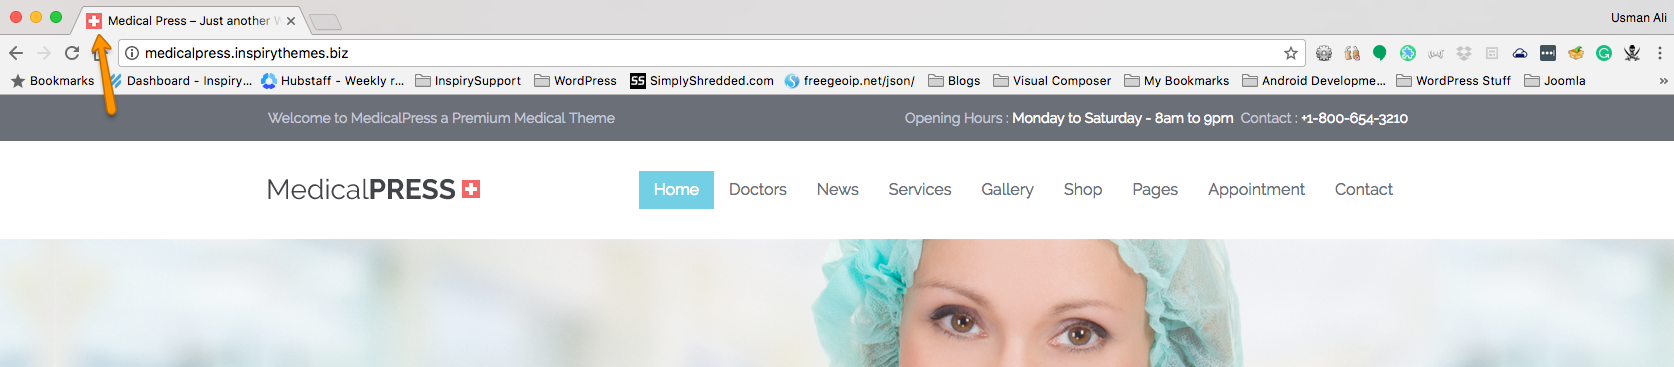 Medical Press – Just another
Usman Ali
medicalpress.inspirythemes.biz
Bookmarks Dashboard - Inspiry... Hubstaff - Weekly r... InspirySupport WordPress SS SimplyShredded.com freegeoip.net/json/ Blogs Visual Composer My Bookmarks Android Developme... WordPress Stuff Joomla »
Welcome to MedicalPress a Premium Medical Theme
Opening Hours : Monday to Saturday - 8am to 9pm Contact : +1-800-654-3210
MedicalPRESS
Home Doctors News Services Gallery Shop Pages Appointment Contact